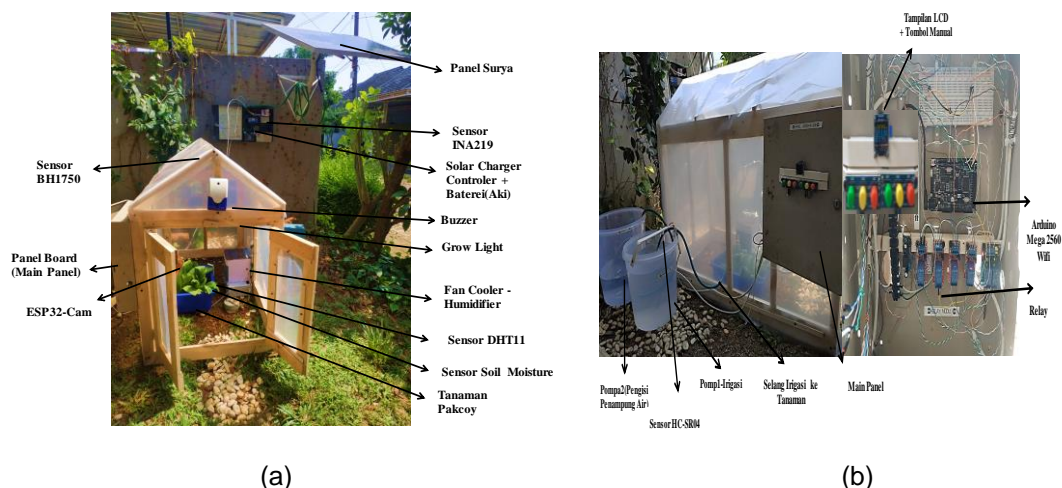 Panel Surya
Sensor
INA219
Sensor
BH1750
Solar Charger
Controler +
Baterei(Aki)
Buzzer
Grow Light
Panel Board
(Main Panel)
Fan Cooler -
Humidifier
ESP32-Cam
Sensor DHT11
Sensor Soil Moisture
Tanaman
Pakcoy
(a)
Tampilan LCD
+ Tombol Manual
Arduino
Mega 2560
Wifi
Relay
Pompa2(Pengisi
Penampung Air)
Sensor HC-SR04
Pomp1-Irigasi
Selang Irigasi ke
Tanaman
Main Panel
(b)